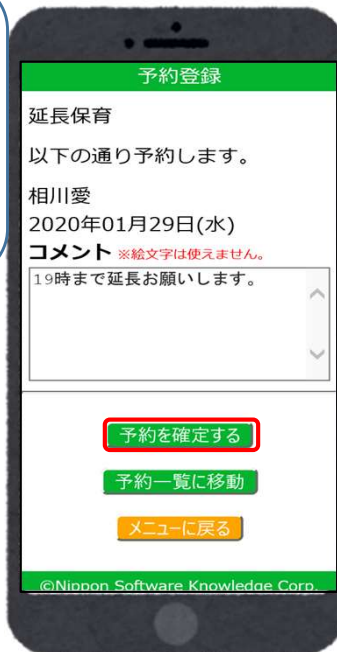 予約登録
延長保育
以下の通り予約します。
相川愛
2020年01月29日(水)
コメント ※絵文字は使えません。
19時まで延長お願いします。
予約を確定する
予約一覧に移動
メニューに戻る
©Nippon Software Knowledge Corp.